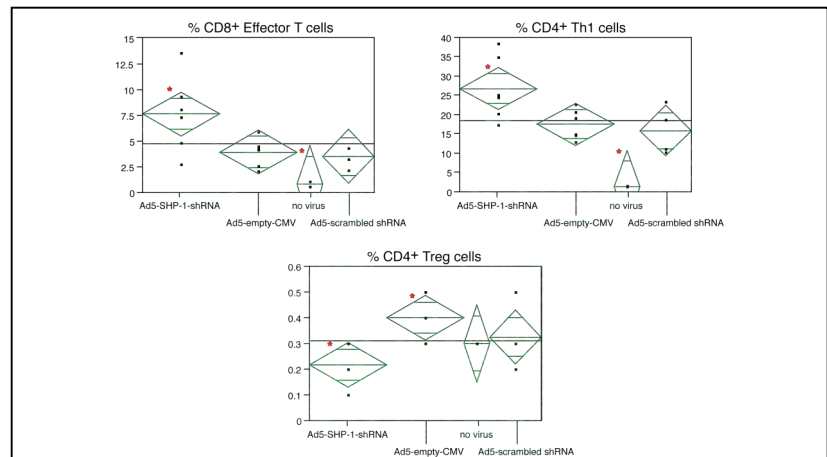 % CD8+ Effector T cells
15
12.5
10
7.5
5
2.5
0
*
*
Ad5-SHP-1-shRNA
no virus
Ad5-empty-CMV
Ad5-scrambled shRNA
% CD4+ Th1 cells
40
35
30
25
20
15
10
5
0
*
*
Ad5-SHP-1-shRNA
no virus
Ad5-empty-CMV
Ad5-scrambled shRNA
% CD4+ Treg cells
0.6
0.5
0.4
0.3
0.2
0.1
0
*
*
Ad5-SHP-1-shRNA
no virus
Ad5-empty-CMV
Ad5-scrambled shRNA